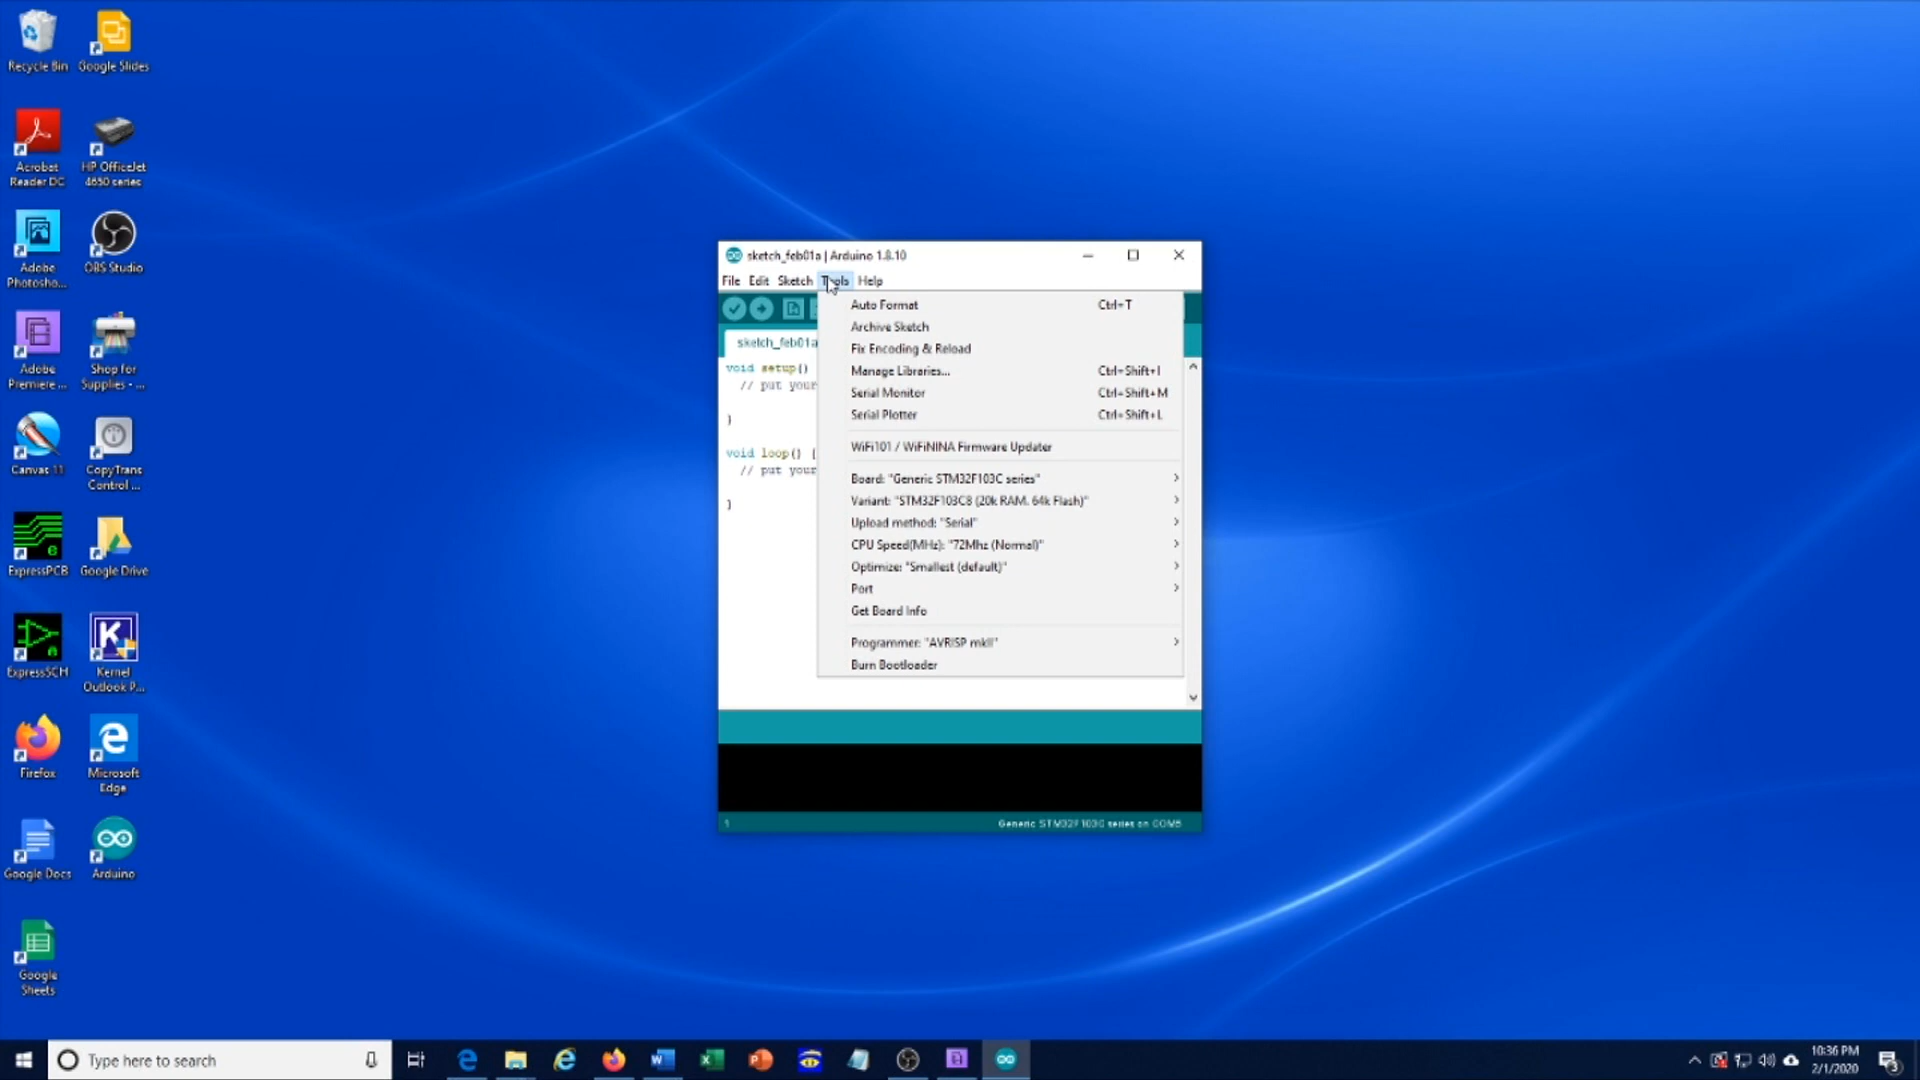 Recycle Bin
Google Slides
Acrobat
Reader DC
HP OfficeJet
4650 series
Adobe
Photosho...
OBS Studio
Adobe
Premiere ...
Shop for
Supplies - ...
Canvas 11
CopyTrans
Control ...
ExpressPCB
Google Drive
ExpressSCH
Kernel
Outlook P...
Firefox
Microsoft
Edge
Google Docs
Arduino
Google
Sheets
sketch_feb01a | Arduino 1.8.10
File Edit Sketch Tools Help
sketch_feb01a
void setup()
// put your
}
void loop() {
// put your
}
Auto Format Ctrl+T
Archive Sketch
Fix Encoding & Reload
Manage Libraries... Ctrl+Shift+I
Serial Monitor Ctrl+Shift+M
Serial Plotter Ctrl+Shift+L
WiFi101 / WiFiNINA Firmware Updater
Board: "Generic STM32F103C series"
Variant: "STM32F103C8 (20k RAM. 64k Flash)"
Upload method: "Serial"
CPU Speed(MHz): "72Mhz (Normal)"
Optimize: "Smallest (default)"
Port
Get Board Info
Programmer: "AVRISP mkII"
Burn Bootloader
1 Generic STM32F103C series on COM5
Type here to search
10:36 PM
2/1/2020
3